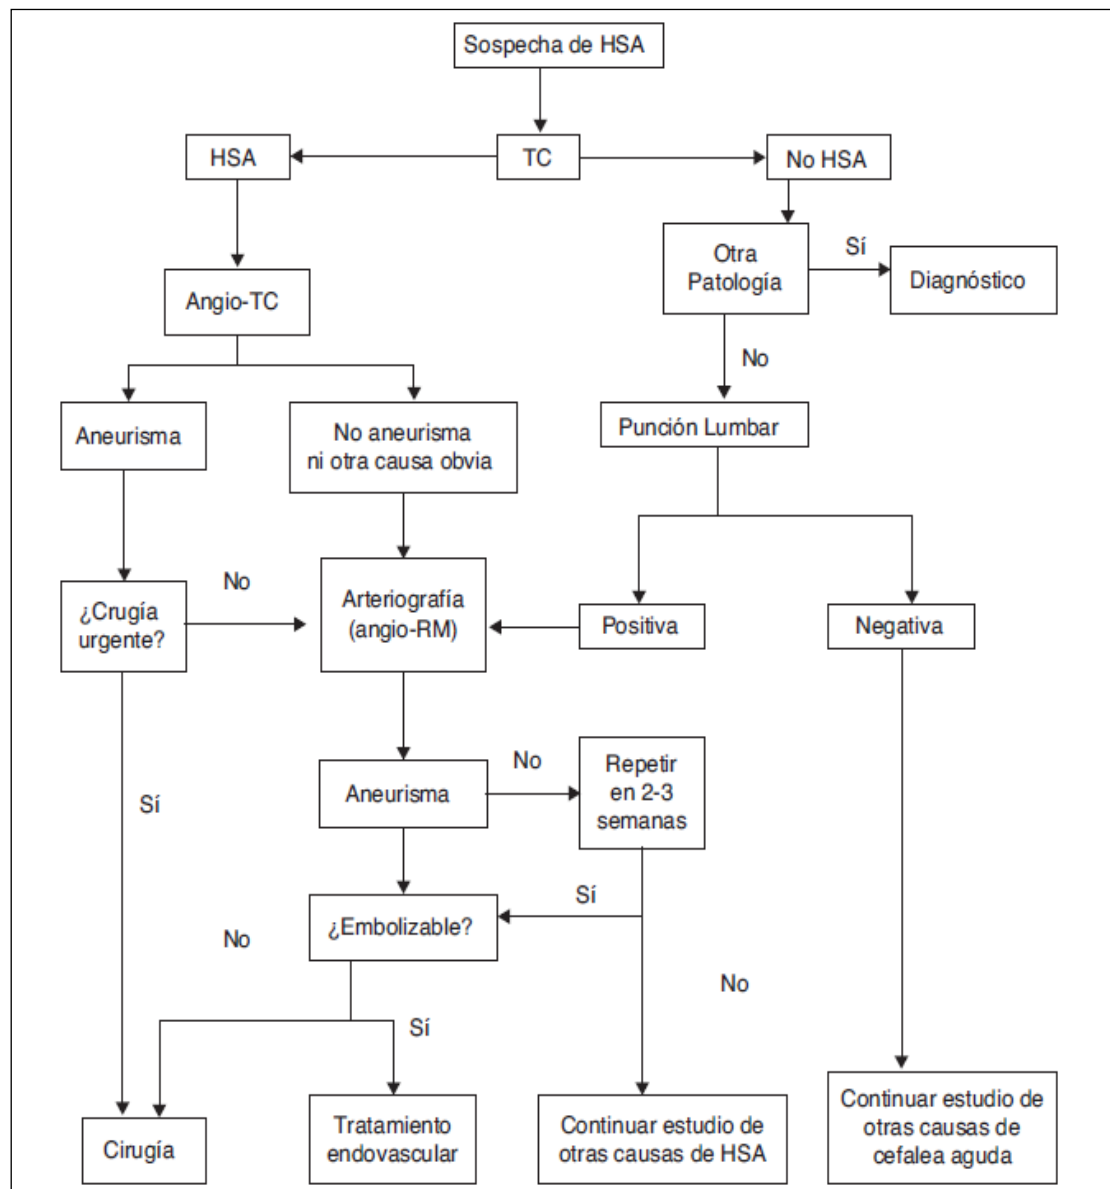 Sospecha de HSA
HSA
TC
No HSA
Otra
Patología
Sí
Diagnóstico
Angio-TC
No
Aneurisma
No aneurisma
ni otra causa obvia
Punción Lumbar
¿Crugía
urgente?
No
Arteriografía
(angio-RM)
Positiva
Negativa
Aneurisma
No
Repetir
en 2-3
semanas
Sí
¿Embolizable?
Sí
No
No
Sí
Cirugía
Tratamiento
endovascular
Continuar estudio de
otras causas de HSA
Continuar estudio de
otras causas de
cefalea aguda